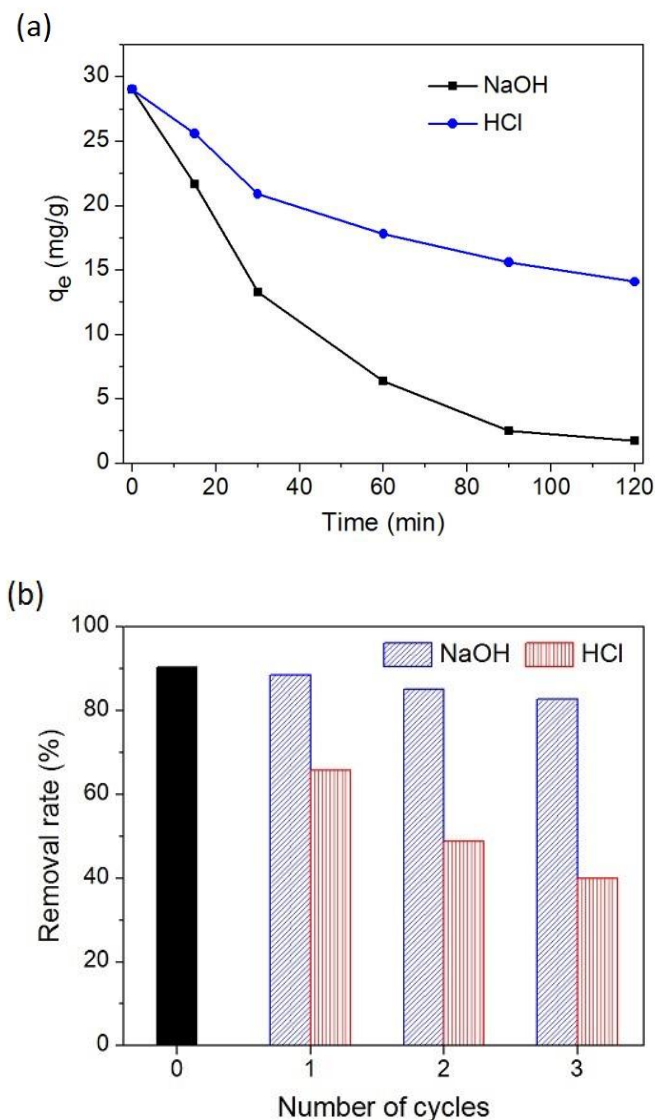 (a)
30
25
20
15
10
5
0
qe (mg/g)
NaOH
HCl
0 20 40 60 80 100 120
Time (min)
(b)
100
80
60
40
20
0
Removal rate (%)
NaOH HCl
0 1 2 3
Number of cycles